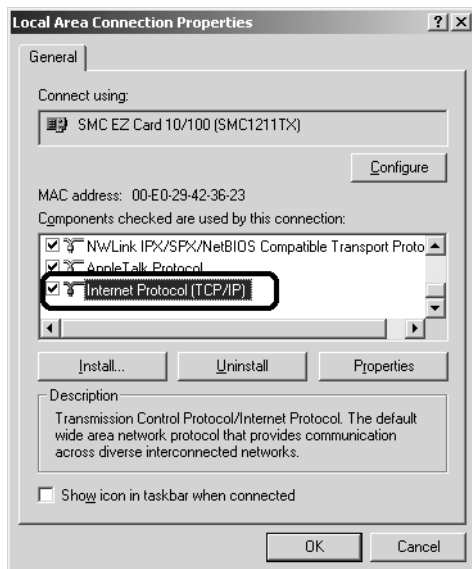 Local Area Connection Properties
General
Connect using:
SMC EZ Card 10/100 (SMC1211TX)
Configure
MAC address: 00-E0-29-42-36-23
Components checked are used by this connection:
NWLink IPX/SPX/NetBIOS Compatible Transport Proto
AppleTalk Protocol
Internet Protocol (TCP/IP)
Install... Uninstall Properties
Description
Transmission Control Protocol/Internet Protocol. The default
wide area network protocol that provides communication
across diverse interconnected networks.
Show icon in taskbar when connected
OK Cancel